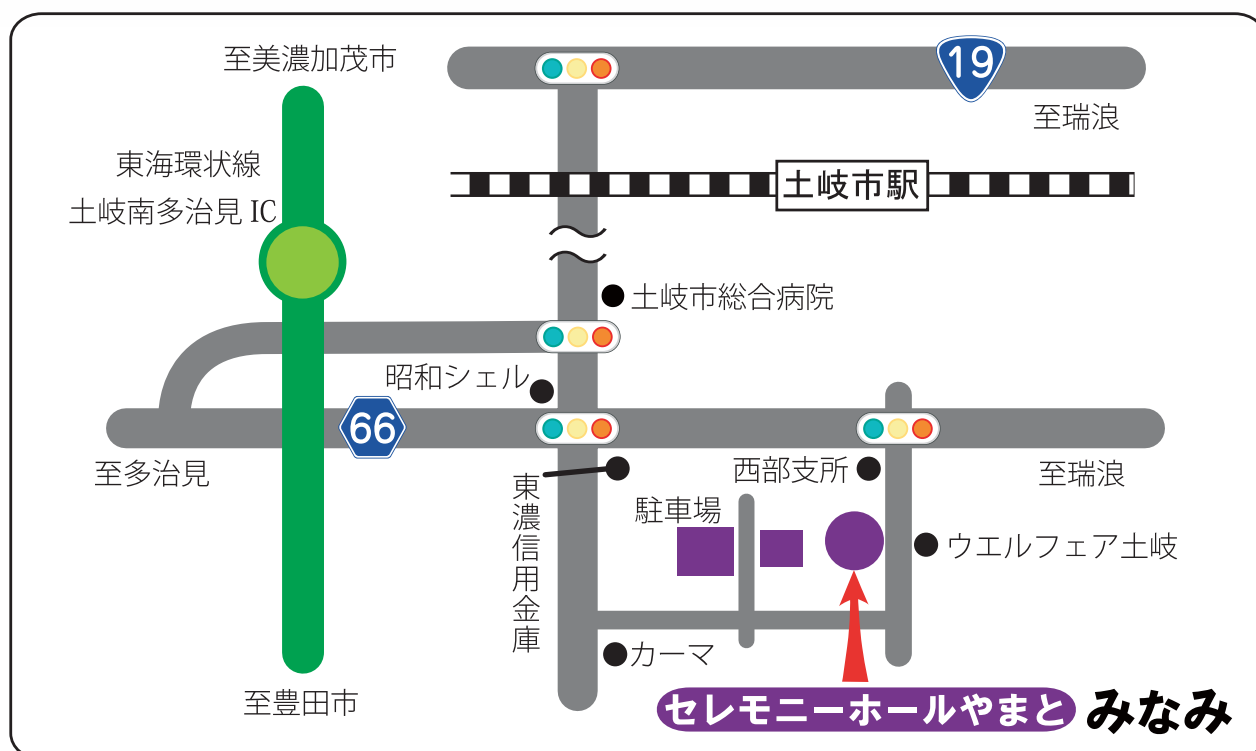 至美濃加茂市
19
至瑞浪
東海環状線
土岐南多治見 IC
土岐市駅
土岐市総合病院
昭和シェル
66
至多治見
東濃信用金庫
西部支所
至瑞浪
駐車場
ウエルフェア土岐
カーマ
至豊田市
セレモニーホールやまと みなみ